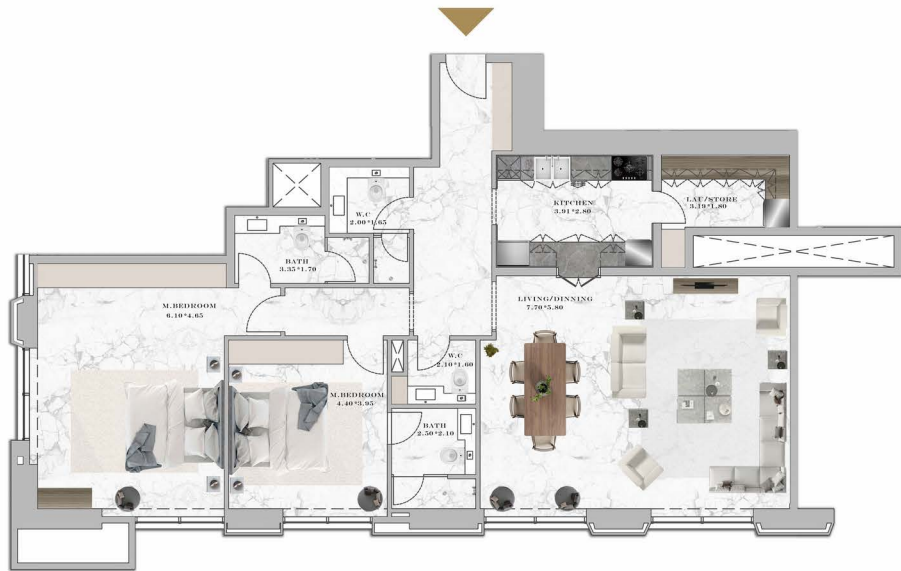 KITCHEN
3.91*2.80
LAU/STORE
3.19*1.80
W.C
2.00*1.65
BATH
3.35*1.70
M.BEDROOM
6.10*4.65
LIVING/DINNING
7.70*5.80
W.C
2.10*1.60
M.BEDROOM
4.40*3.95
BATH
2.50*2.10